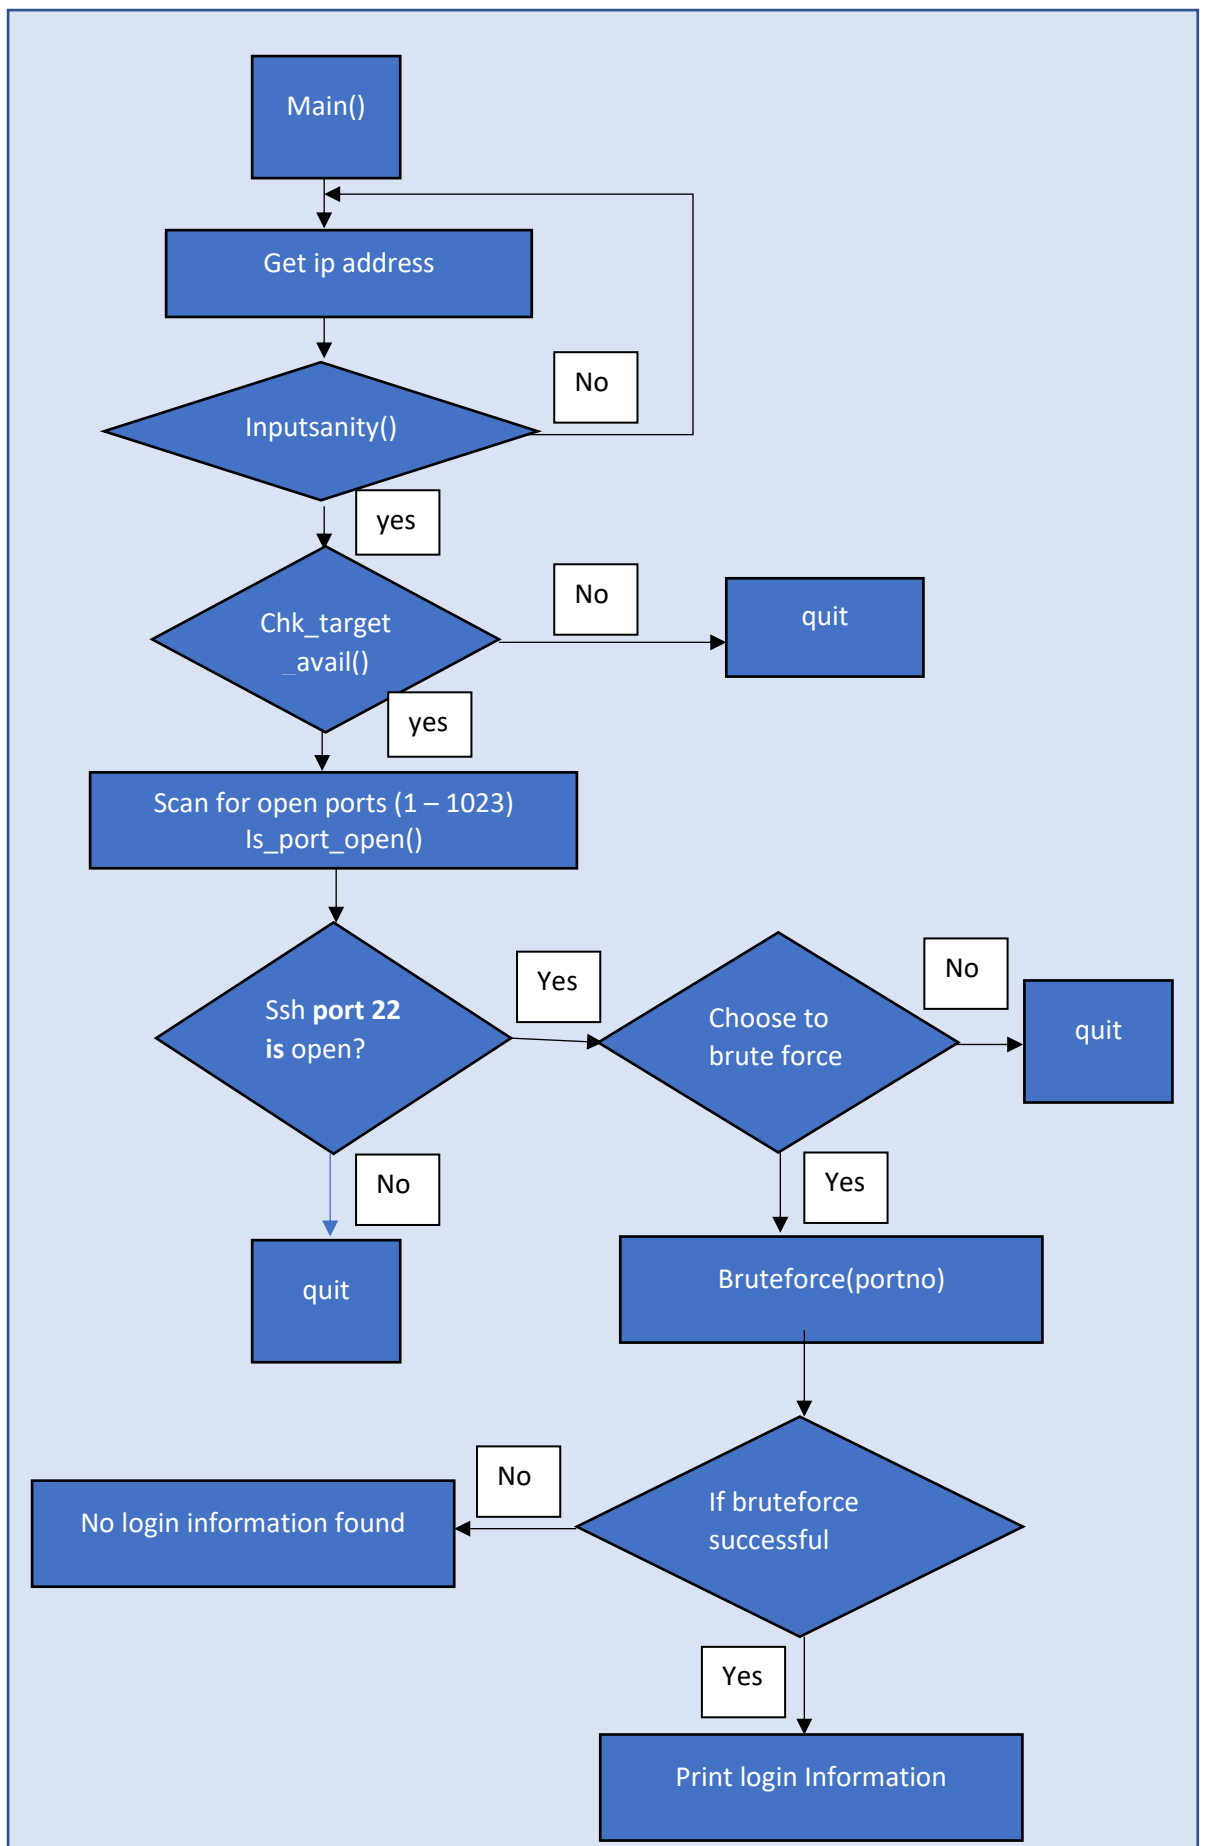 Main()
Get ip address
No
Inputsanity()
yes
No
quit
Chk_target
_avail()
yes
Scan for open ports (1 – 1023)
Is_port_open()
Ssh port 22
is open?
Yes
Choose to
brute force
No
quit
No
Yes
quit
Bruteforce(portno)
No
No login information found
If bruteforce
successful
Yes
Print login Information